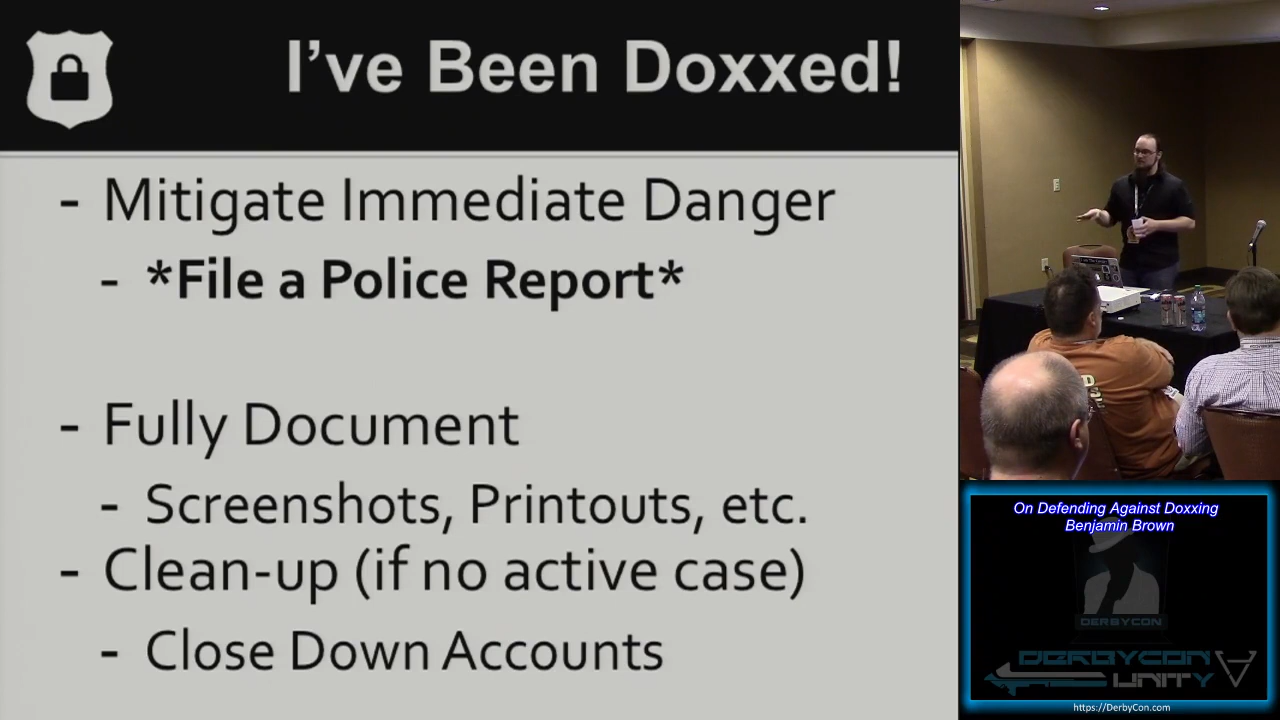 I've Been Doxxed!
- Mitigate Immediate Danger
- *File a Police Report*
- Fully Document
- Screenshots, Printouts, etc.
- Clean-up (if no active case)
- Close Down Accounts
On Defending Against Doxxing
Benjamin Brown
DERBYCON
DERBYCON
UNITY
https://DerbyCon.com